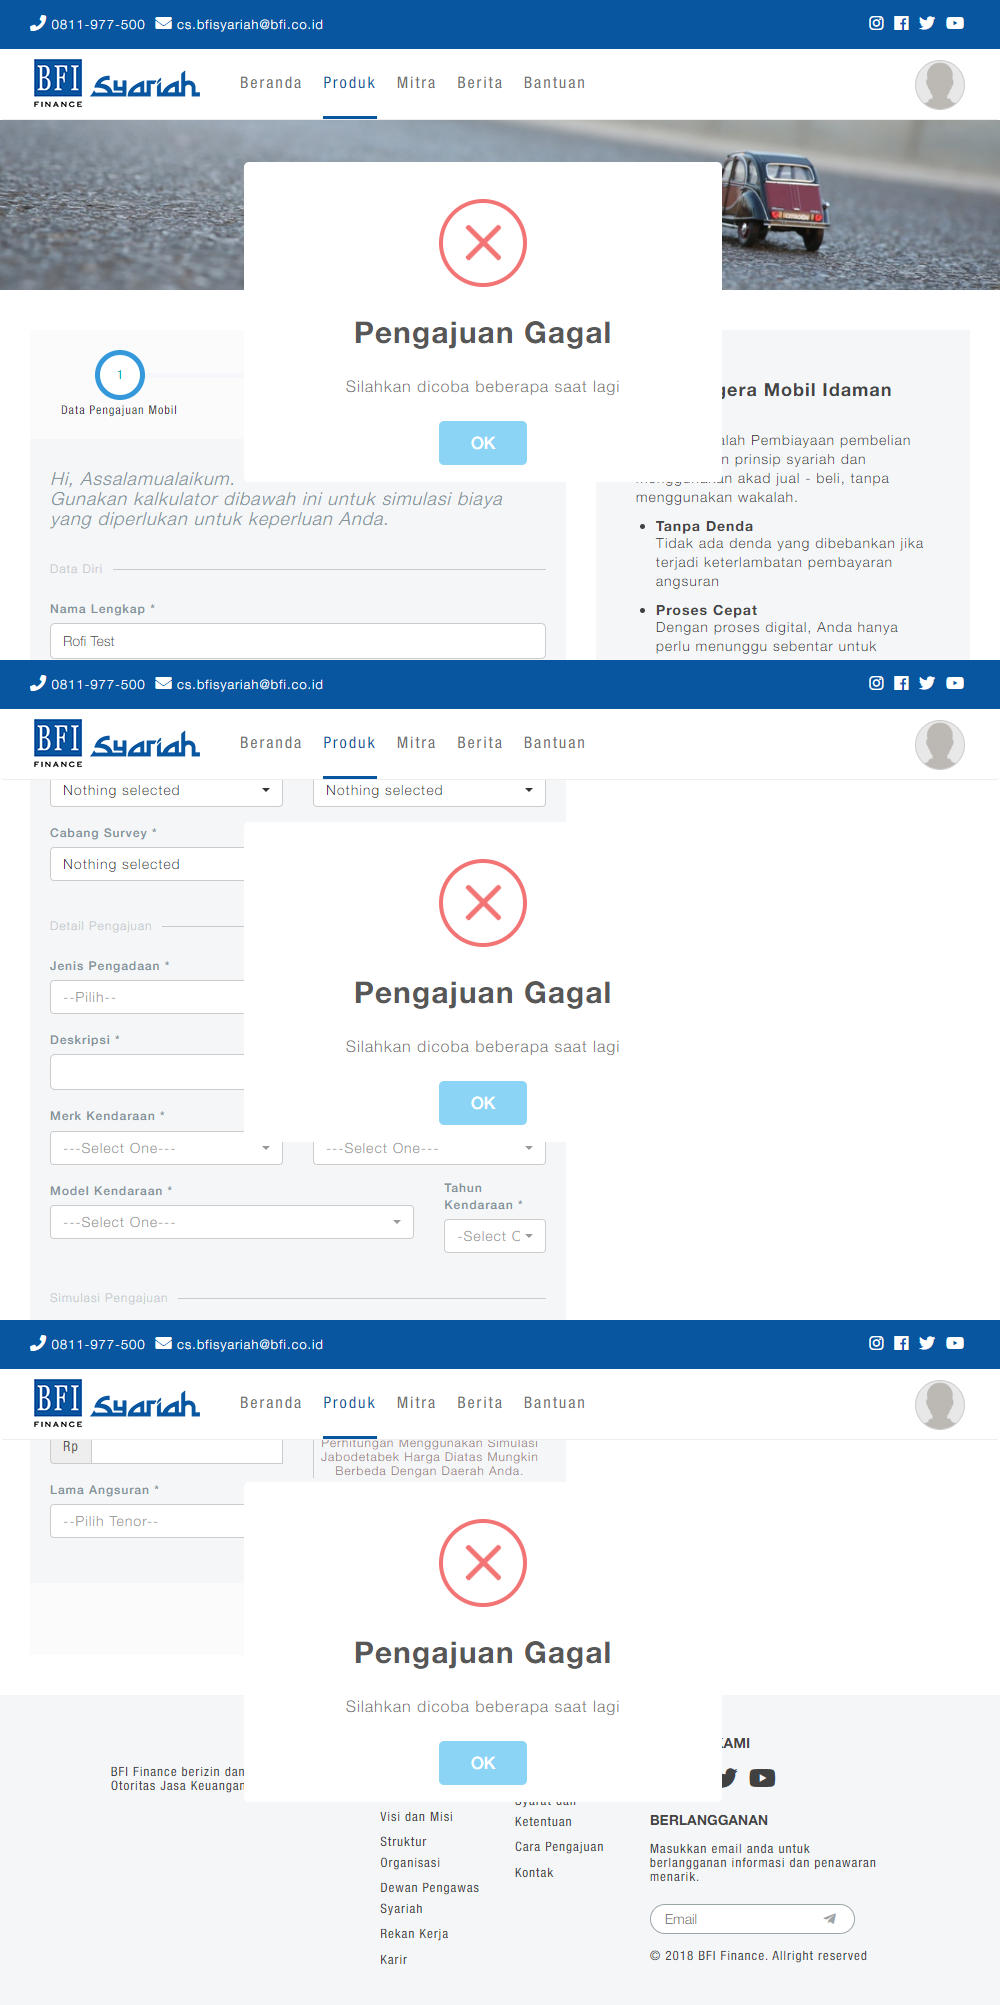 0811-977-500 cs.bfisyariah@bfi.co.id
BFI FINANCE Syariah Beranda Produk Mitra Berita Bantuan
Pengajuan Gagal
Silahkan dicoba beberapa saat lagi
OK
1
Data Pengajuan Mobil
Hi, Assalamualaikum.
Gunakan kalkulator dibawah ini untuk simulasi biaya
yang diperlukan untuk keperluan Anda.
Data Diri
Nama Lengkap *
Rofi Test
Mobil Idaman
Pembiayaan pembelian
prinsip syariah dan
menggunakan akad jual - beli, tanpa
menggunakan wakalah.
Tanpa Denda
Tidak ada denda yang dibebankan jika
terjadi keterlambatan pembayaran
angsuran
Proses Cepat
Dengan proses digital, Anda hanya
perlu menunggu sebentar untuk
0811-977-500 cs.bfisyariah@bfi.co.id
BFI FINANCE Syariah Beranda Produk Mitra Berita Bantuan
Nothing selected Nothing selected
Cabang Survey *
Nothing selected
Pengajuan Gagal
Silahkan dicoba beberapa saat lagi
OK
Detail Pengajuan
Jenis Pengadaan *
--Pilih--
Deskripsi *
Merk Kendaraan *
---Select One--- ---Select One---
Model Kendaraan *
---Select One---
Tahun
Kendaraan *
-Select C
Simulasi Pengajuan
0811-977-500 cs.bfisyariah@bfi.co.id
BFI FINANCE Syariah Beranda Produk Mitra Berita Bantuan
Rp
Perhitungan Menggunakan Simulasi
Jabodetabek Harga Diatas Mungkin
Berbeda Dengan Daerah Anda.
Lama Angsuran *
--Pilih Tenor--
Pengajuan Gagal
Silahkan dicoba beberapa saat lagi
OK
BFI Finance berizin dan
Otoritas Jasa Keuangan
Visi dan Misi
Struktur
Organisasi
Dewan Pengawas
Syariah
Rekan Kerja
Karir
Syarat dan
Ketentuan
Cara Pengajuan
Kontak
KAMI
BERLANGGANAN
Masukkan email anda untuk
berlangganan informasi dan penawaran
menarik.
Email
© 2018 BFI Finance. Allright reserved